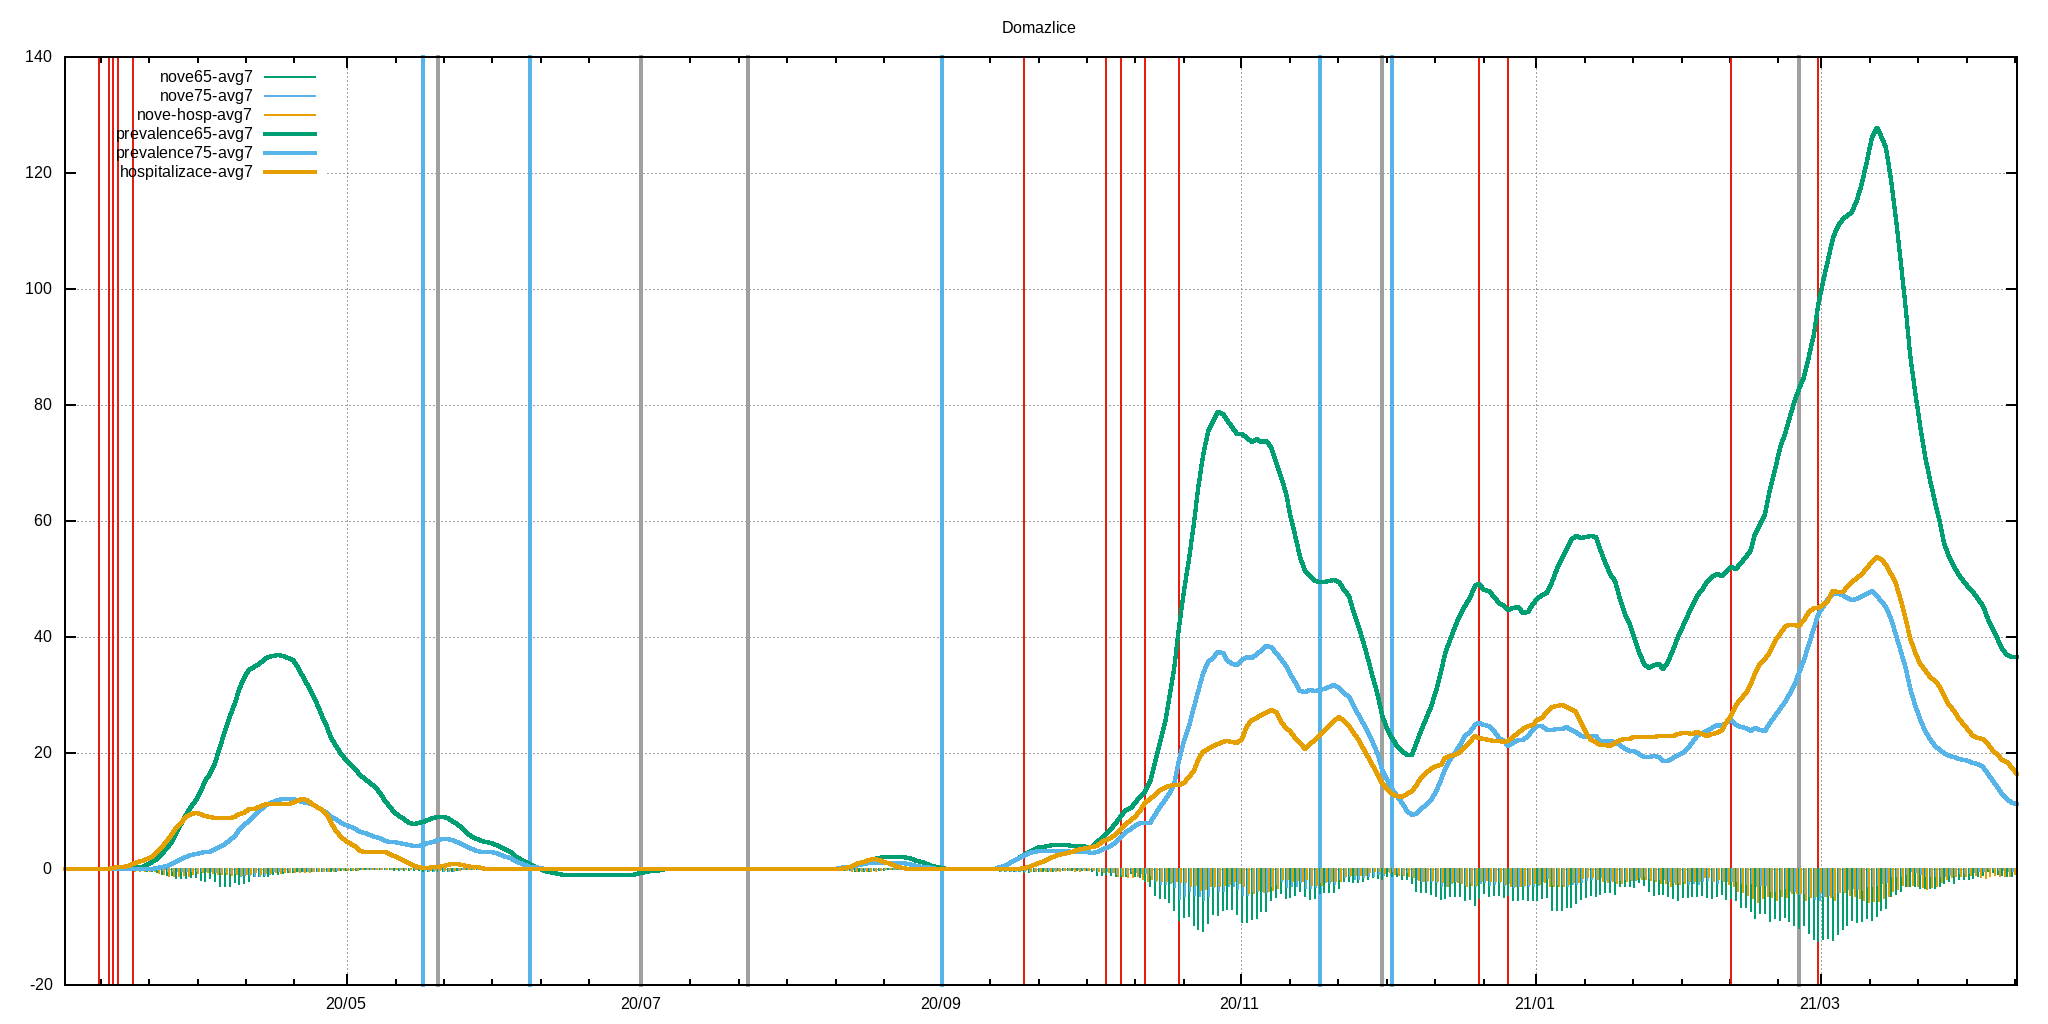 Domazlice
140
120
100
80
60
40
20
0
-20
nove65-avg7
nove75-avg7
nove-hosp-avg7
prevalence65-avg7
prevalence75-avg7
hospitalizace-avg7
20/05 20/07 20/09 20/11 21/01 21/03